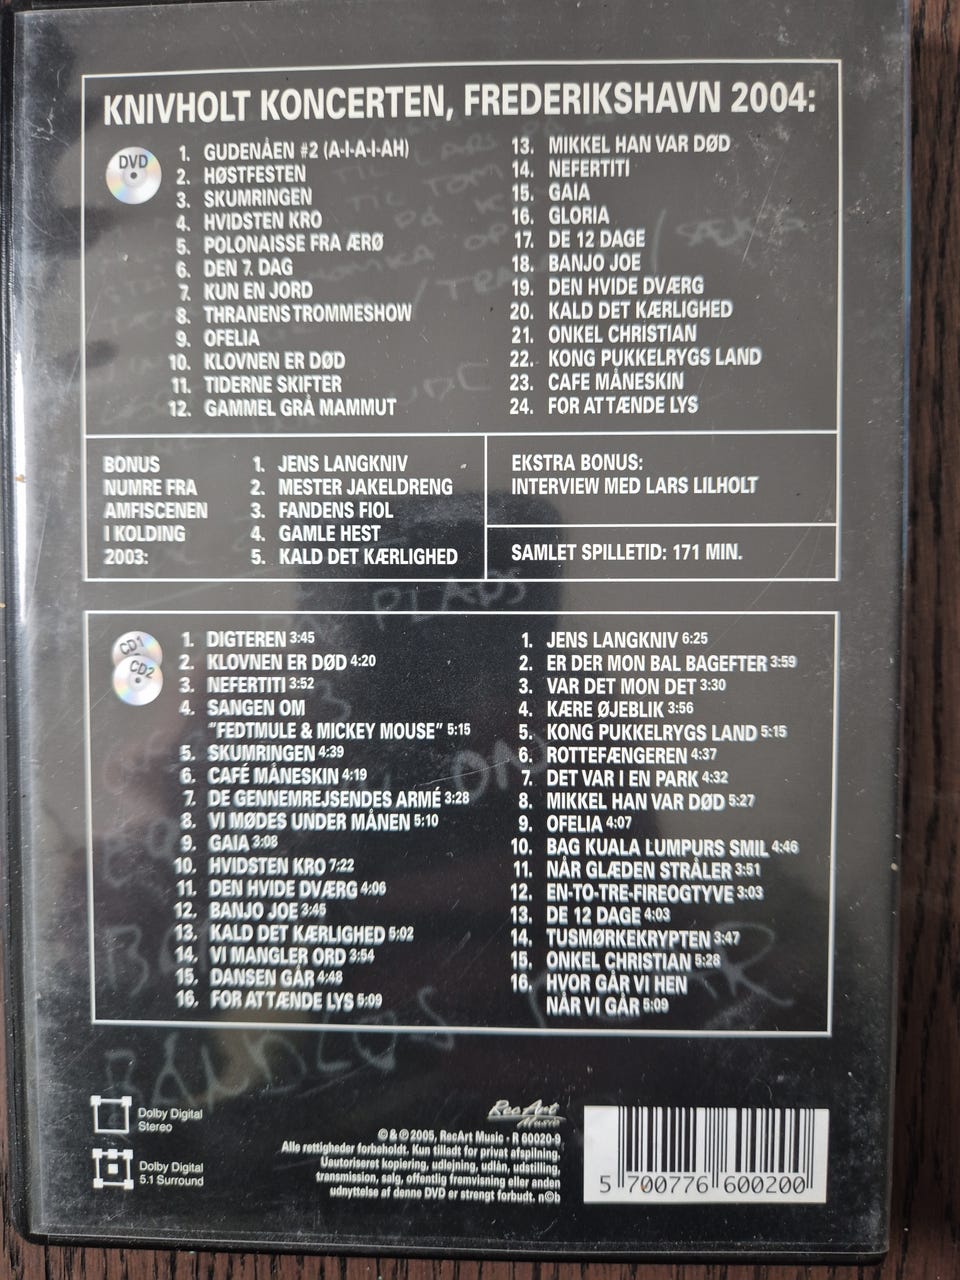 KNIVHOLT KONCERTEN, FREDERIKSHAVN 2004:
DVD
1. GUDENÅEN #2 (A-I-A-I-AH)
2. HØSTFESTEN
3. SKUMRINGEN
4. HVIDSTEN KRO
5. POLONAISSE FRA ÆRØ
6. DEN 7. DAG
7. KUN EN JORD
8. THRANENS TROMMESHOW
9. OFELIA
10. KLOVNEN ER DØD
11. TIDERNE SKIFTER
12. GAMMEL GRÅ MAMMUT
13. MIKKEL HAN VAR DØD
14. NEFERTITI
15. GAIA
16. GLORIA
17. DE 12 DAGE
18. BANJO JOE
19. DEN HVIDE DVÆRG
20. KALD DET KÆRLIGHED
21. ONKEL CHRISTIAN
22. KONG PUKKELRYGS LAND
23. CAFE MÅNESKIN
24. FOR AT TÆNDE LYS
BONUS
NUMRE FRA
AMFISCENEN
I KOLDING
2003:
1. JENS LANGKNIV
2. MESTER JAKELDRENG
3. FANDENS FIOL
4. GAMLE HEST
5. KALD DET KÆRLIGHED
EKSTRA BONUS:
INTERVIEW MED LARS LILHOLT
SAMLET SPILLETID: 171 MIN.
CD1
CD2
1. DIGTEREN 3:45
2. KLOVNEN ER DØD 4:20
3. NEFERTITI 3:52
4. SANGEN OM
"FEDTMULE & MICKEY MOUSE" 5:15
5. SKUMRINGEN 4:39
6. CAFÉ MÅNESKIN 4:19
7. DE GENNEMREJSENDES ARMÉ 3:28
8. VI MØDES UNDER MÅNEN 5:10
9. GAIA 3:08
10. HVIDSTEN KRO 7:22
11. DEN HVIDE DVÆRG 4:06
12. BANJO JOE 3:45
13. KALD DET KÆRLIGHED 5:02
14. VI MANGLER ORD 3:54
15. DANSEN GÅR 4:48
16. FOR AT TÆNDE LYS 5:09
1. JENS LANGKNIV 6:25
2. ER DER MON BAL BAGEFTER 3:59
3. VAR DET MON DET 3:30
4. KÆRE ØJEBLIK 3:56
5. KONG PUKKELRYGS LAND 5:15
6. ROTTEFÆNGEREN 4:37
7. DET VAR I EN PARK 4:32
8. MIKKEL HAN VAR DØD 5:27
9. OFELIA 4:07
10. BAG KUALA LUMPURS SMIL 4:46
11. NÅR GLÆDEN STRÅLER 3:51
12. EN-TO-TRE-FIREOGTYVE 3:03
13. DE 12 DAGE 4:03
14. TUSMØRKEKRYPTEN 3:47
15. ONKEL CHRISTIAN 5:28
16. HVOR GÅR VI HEN
NÅR VI GÅR 5:09
Dolby Digital
Stereo
Dolby Digital
5.1 Surround
RecArt
Music
©&℗ 2005, RecArt Music · R 60020-9
Alle rettigheder forbeholdt. Kun tilladt for privat afspilning.
Uautoriseret kopiering, udlejning, udlån, udstilling,
transmission, salg, offentlig fremvisning eller anden
udnyttelse af denne DVD er strengt forbudt. n©b
5 700776 600200